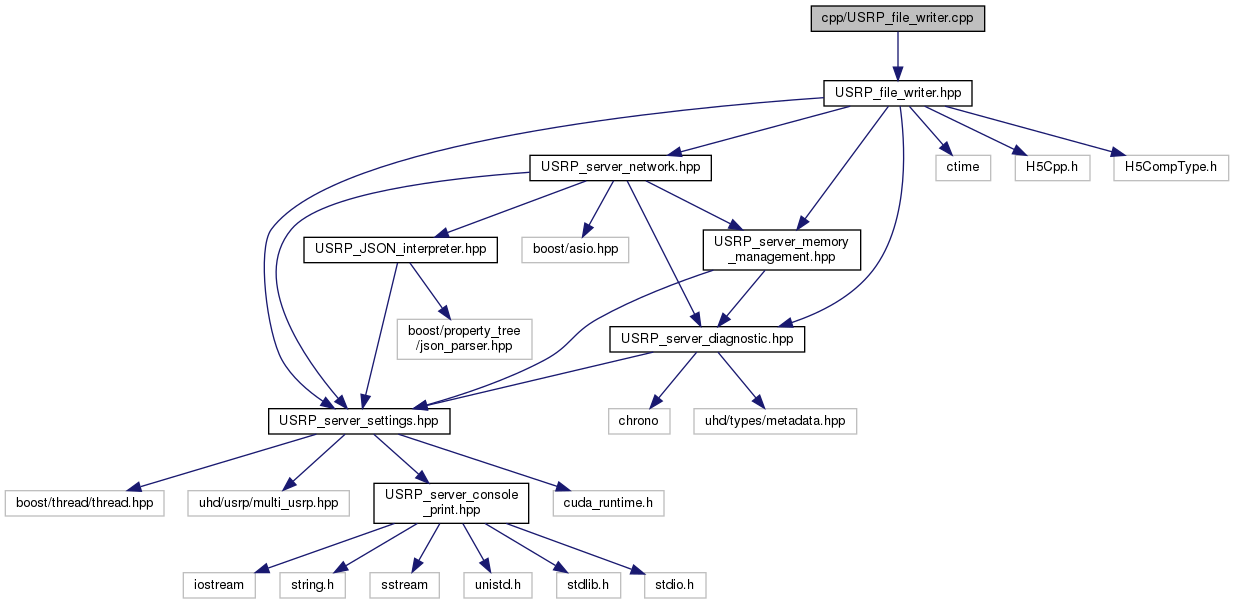 cpp/USRP_file_writer.cpp
USRP_file_writer.hpp
USRP_server_network.hpp
ctime
H5Cpp.h
H5CompType.h
USRP_JSON_interpreter.hpp
boost/asio.hpp
USRP_server_memory
_management.hpp
boost/property_tree
/json_parser.hpp
USRP_server_diagnostic.hpp
USRP_server_settings.hpp
chrono
uhd/types/metadata.hpp
boost/thread/thread.hpp
uhd/usrp/multi_usrp.hpp
USRP_server_console
_print.hpp
cuda_runtime.h
iostream
string.h
sstream
unistd.h
stdlib.h
stdio.h